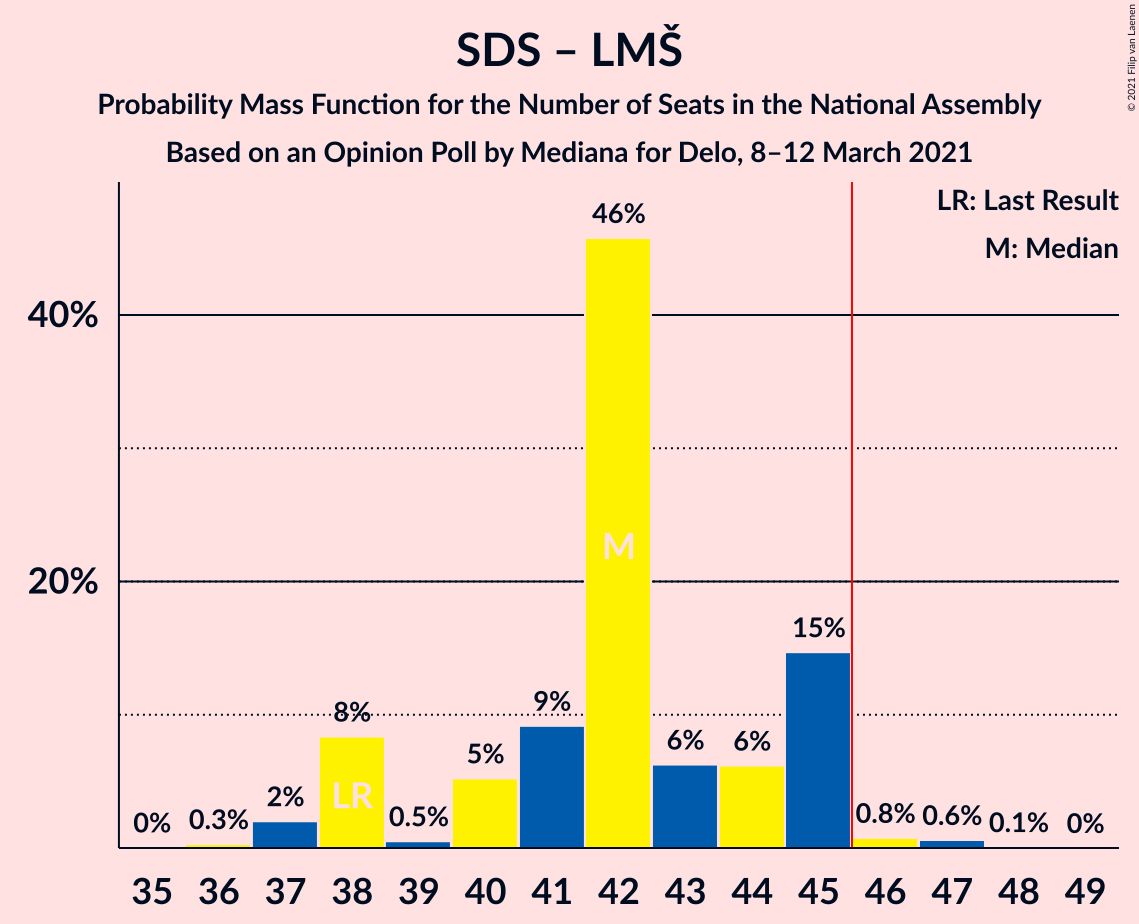 SDS – LMŠ
Probability Mass Function for the Number of Seats in the National Assembly
Based on an Opinion Poll by Mediana for Delo, 8–12 March 2021
© 2021 Filip van Laenen
LR: Last Result
M: Median
46%
40%
M
20%
15%
9%
8%
6%
6%
5%
LR
2%
0.5%
0.3%
0%
0.8%
0.6%
0.1%
0%
35 36 37 38 39 40 41 42 43 44 45 46 47 48 49